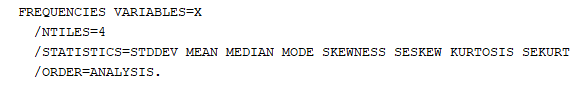 FREQUENCIES VARIABLES=X
/NTILES=4
/STATISTICS=STDDEV MEAN MEDIAN MODE SKEWNESS SESKEW KURTOSIS SEKURT
/ORDER=ANALYSIS.